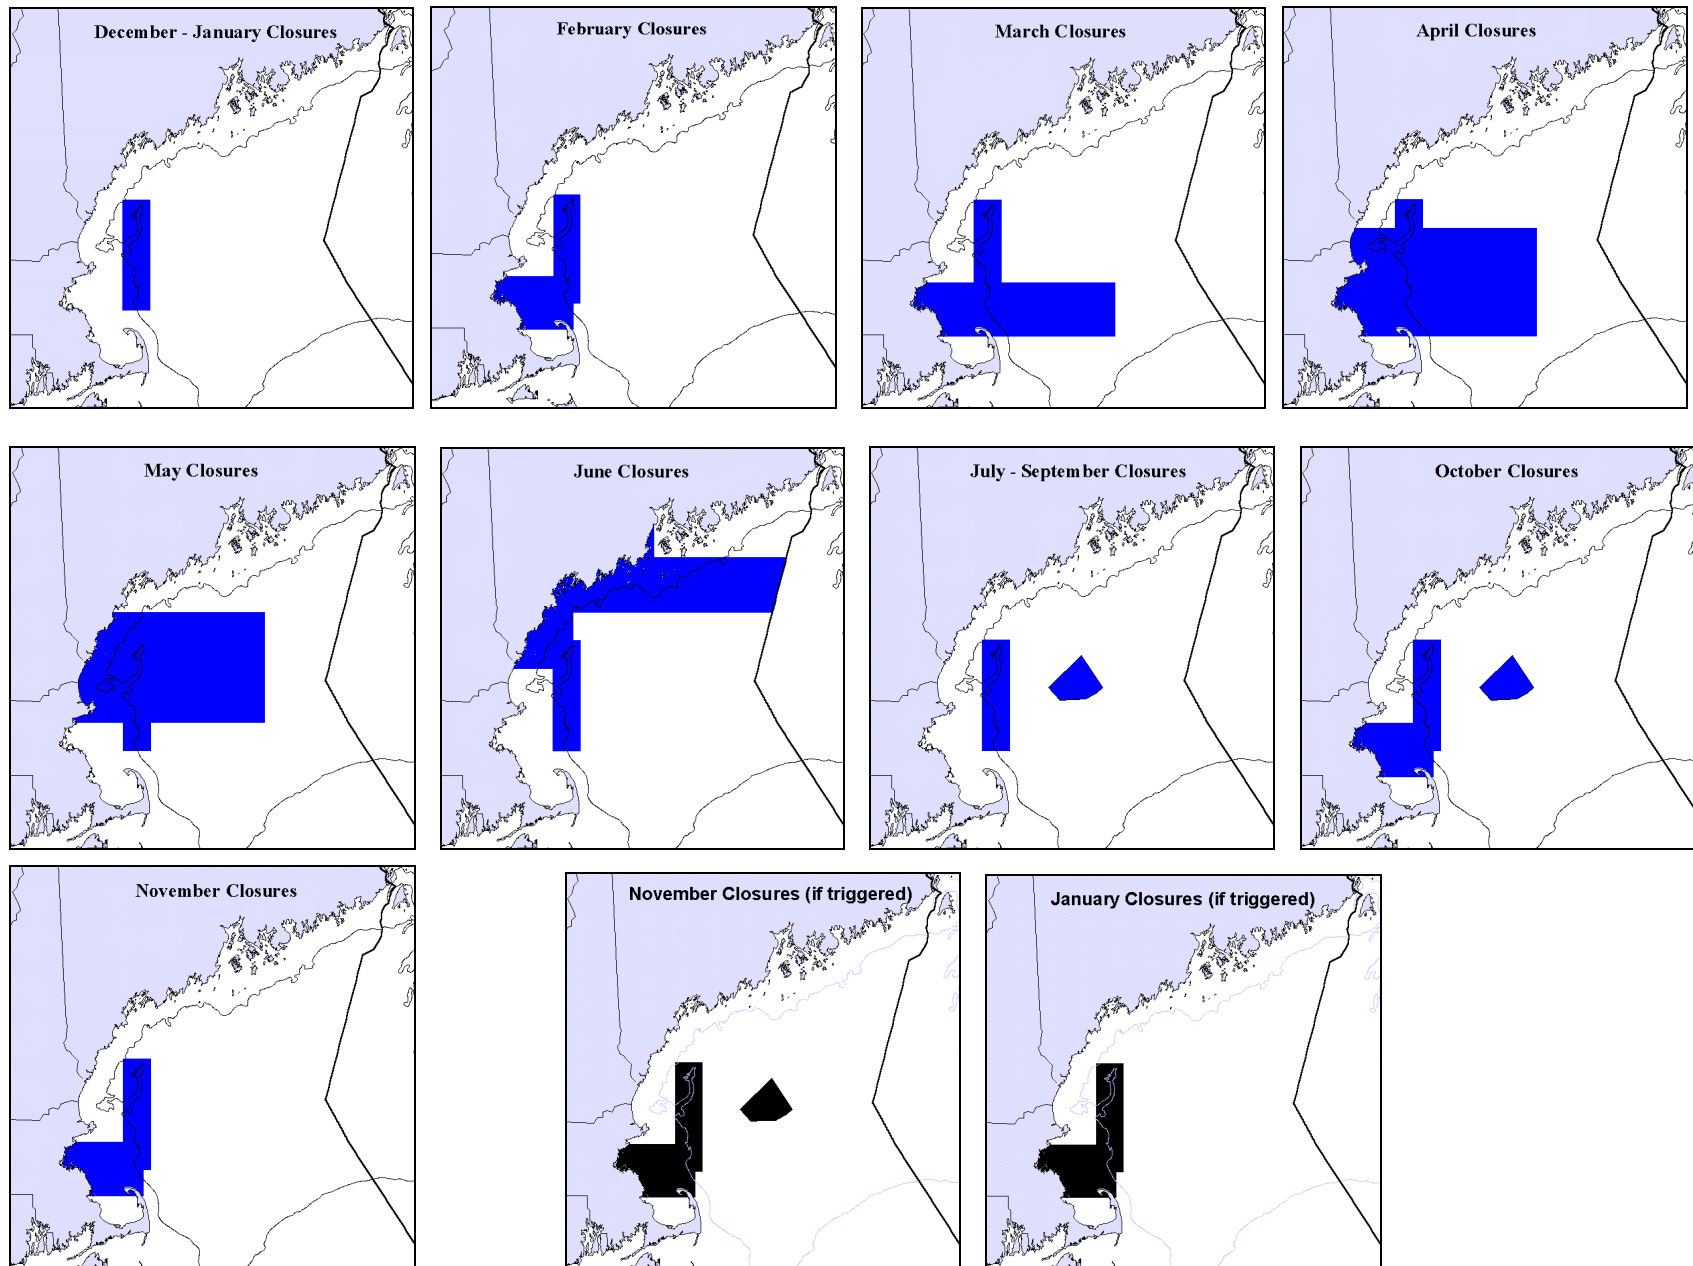 December - January Closures
February Closures
March Closures
April Closures
May Closures
June Closures
July - September Closures
October Closures
November Closures
November Closures (if triggered)
January Closures (if triggered)